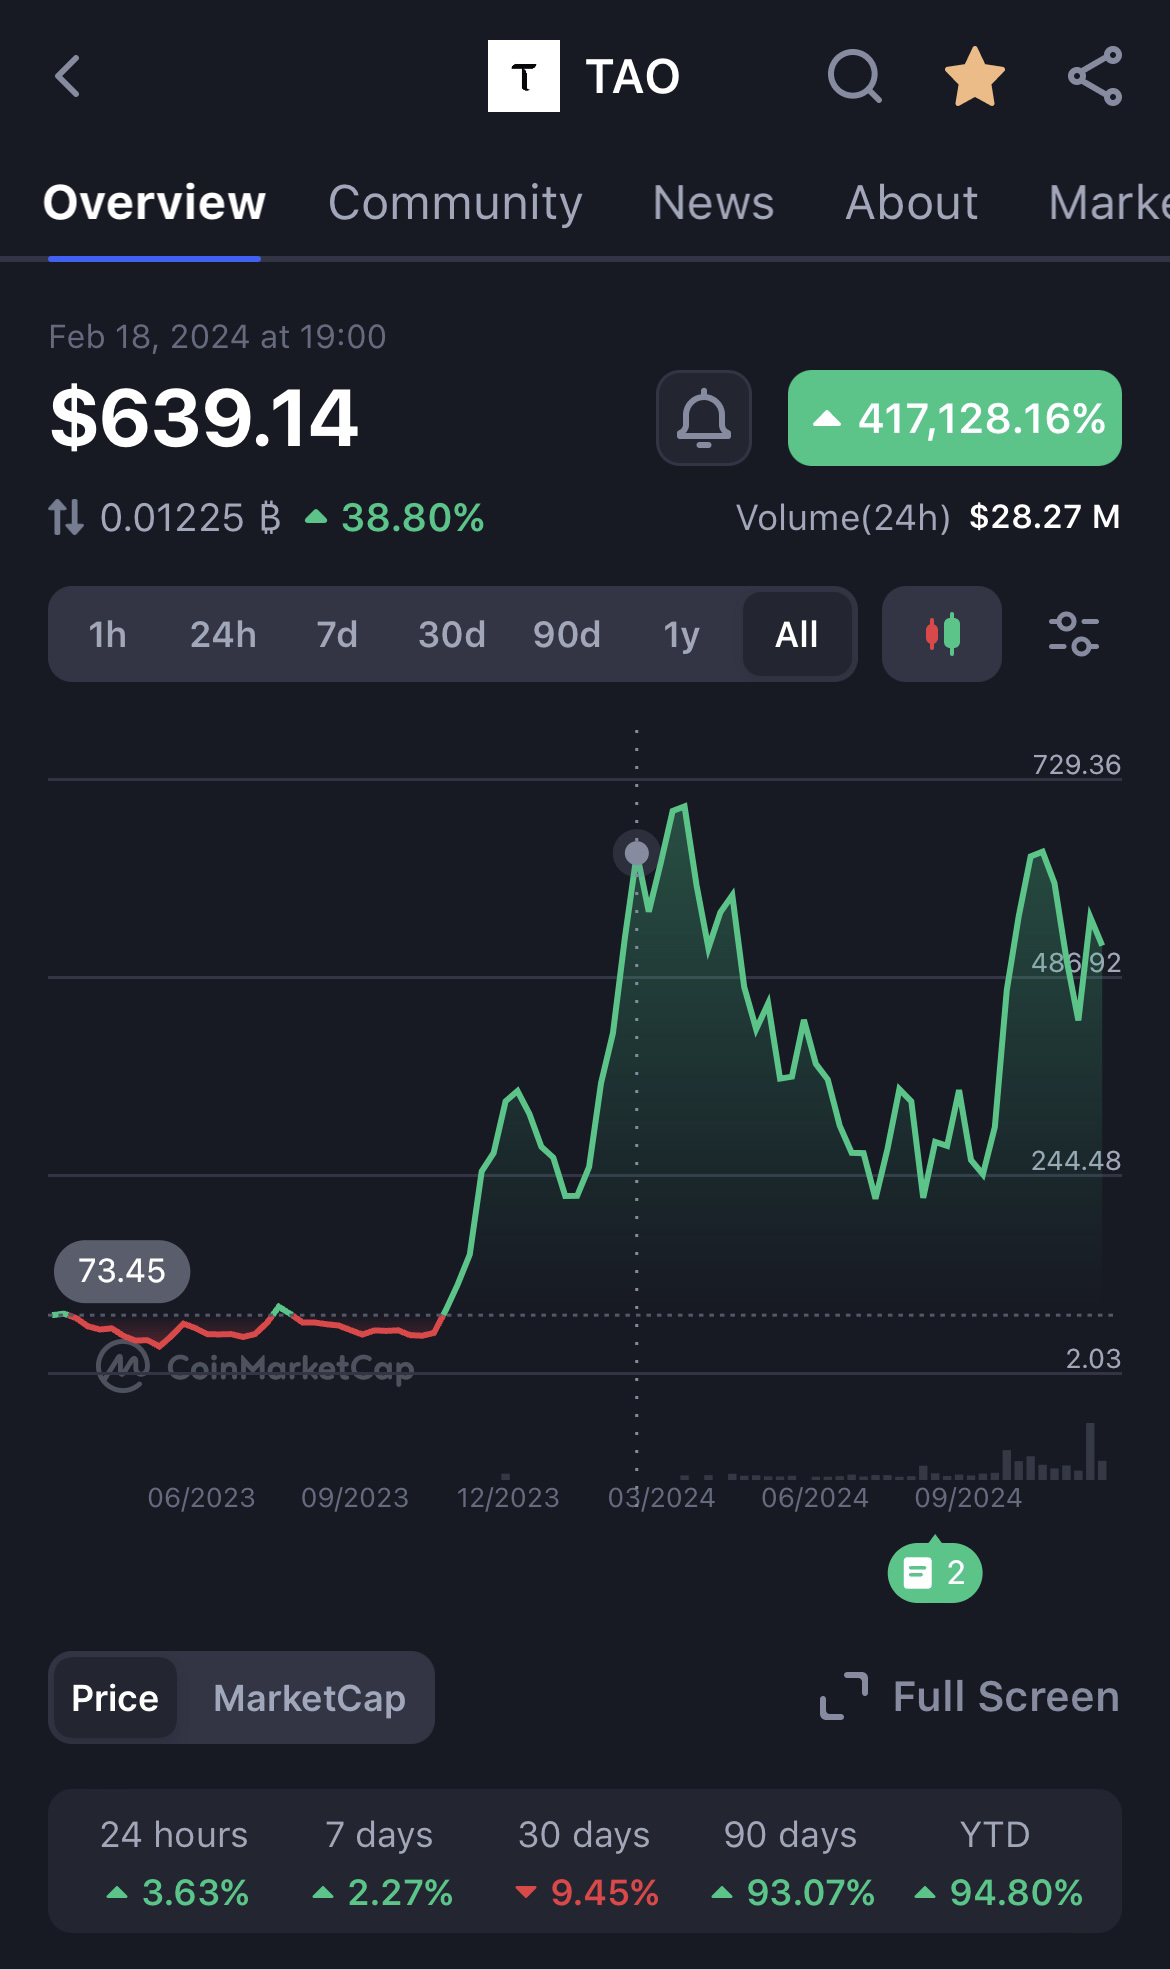 τ TAO
Overview Community News About Marke
Feb 18, 2024 at 19:00
$639.14
417,128.16%
0.01225 ₿ 38.80% Volume(24h) $28.27 M
1h 24h 7d 30d 90d 1y All
729.36
486.92
244.48
73.45
2.03
CoinMarketCap
06/2023 09/2023 12/2023 03/2024 06/2024 09/2024
2
Price MarketCap Full Screen
24 hours 7 days 30 days 90 days YTD
3.63% 2.27% 9.45% 93.07% 94.80%